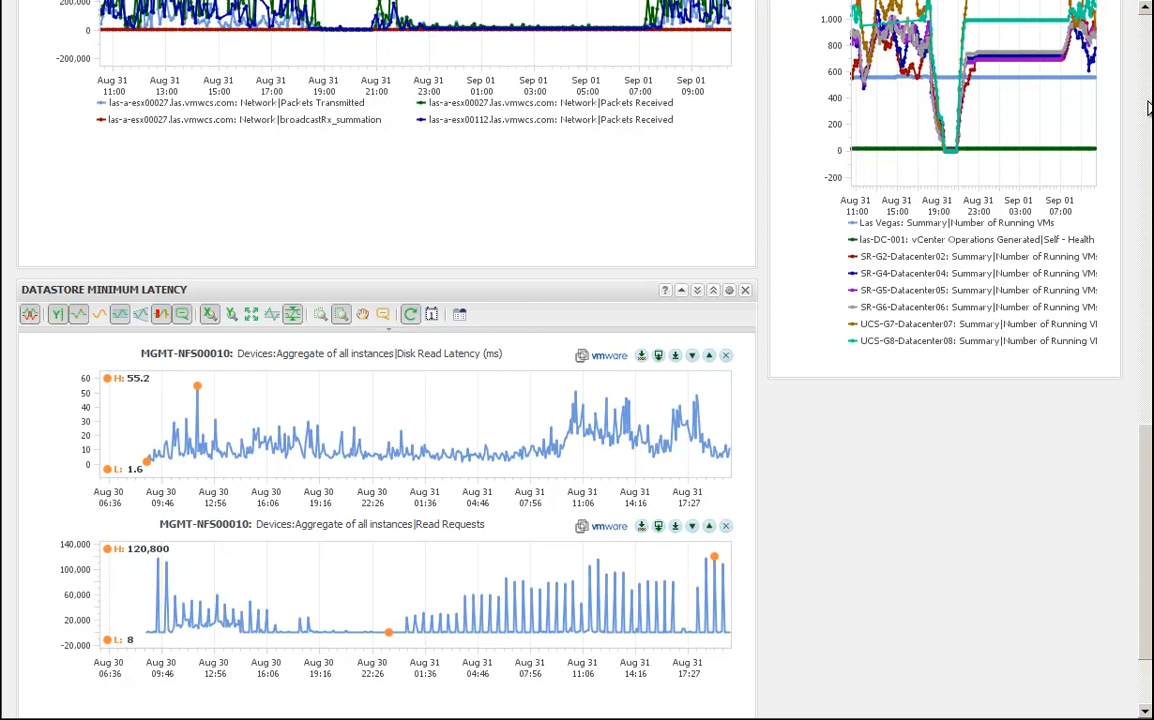 200,000
0
-200,000
Aug 31 Aug 31 Aug 31 Aug 31 Aug 31 Aug 31 Aug 31 Sep 01 Sep 01 Sep 01 Sep 01 Sep 01
11:00 13:00 15:00 17:00 19:00 21:00 23:00 01:00 03:00 05:00 07:00 09:00
las-a-esx00027.las.vmwcs.com: Network|Packets Transmitted
las-a-esx00027.las.vmwcs.com: Network|Packets Received
las-a-esx00027.las.vmwcs.com: Network|broadcastRx_summation
las-a-esx00112.las.vmwcs.com: Network|Packets Received
1,000
800
600
400
200
0
-200
Aug 31 Aug 31 Aug 31 Aug 31 Sep 01 Sep 01
11:00 15:00 19:00 23:00 03:00 07:00
Las Vegas: Summary|Number of Running VMs
las-DC-001: vCenter Operations Generated|Self - Health
SR-G2-Datacenter02: Summary|Number of Running VMs
SR-G4-Datacenter04: Summary|Number of Running VMs
SR-G5-Datacenter05: Summary|Number of Running VMs
SR-G6-Datacenter06: Summary|Number of Running VMs
UCS-G7-Datacenter07: Summary|Number of Running VI
UCS-G8-Datacenter08: Summary|Number of Running VI
DATASTORE MINIMUM LATENCY
MGMT-NFS00010: Devices:Aggregate of all instances|Disk Read Latency (ms)
vmware
H: 55.2
60
50
40
30
20
10
0
L: 1.6
Aug 30 Aug 30 Aug 30 Aug 30 Aug 30 Aug 30 Aug 31 Aug 31 Aug 31 Aug 31 Aug 31 Aug 31
06:36 09:46 12:56 16:06 19:16 22:26 01:36 04:46 07:56 11:06 14:16 17:27
MGMT-NFS00010: Devices:Aggregate of all instances|Read Requests
vmware
H: 120,800
140,000
100,000
60,000
20,000
-20,000
L: 8
Aug 30 Aug 30 Aug 30 Aug 30 Aug 30 Aug 30 Aug 31 Aug 31 Aug 31 Aug 31 Aug 31 Aug 31
06:36 09:46 12:56 16:06 19:16 22:26 01:36 04:46 07:56 11:06 14:16 17:27